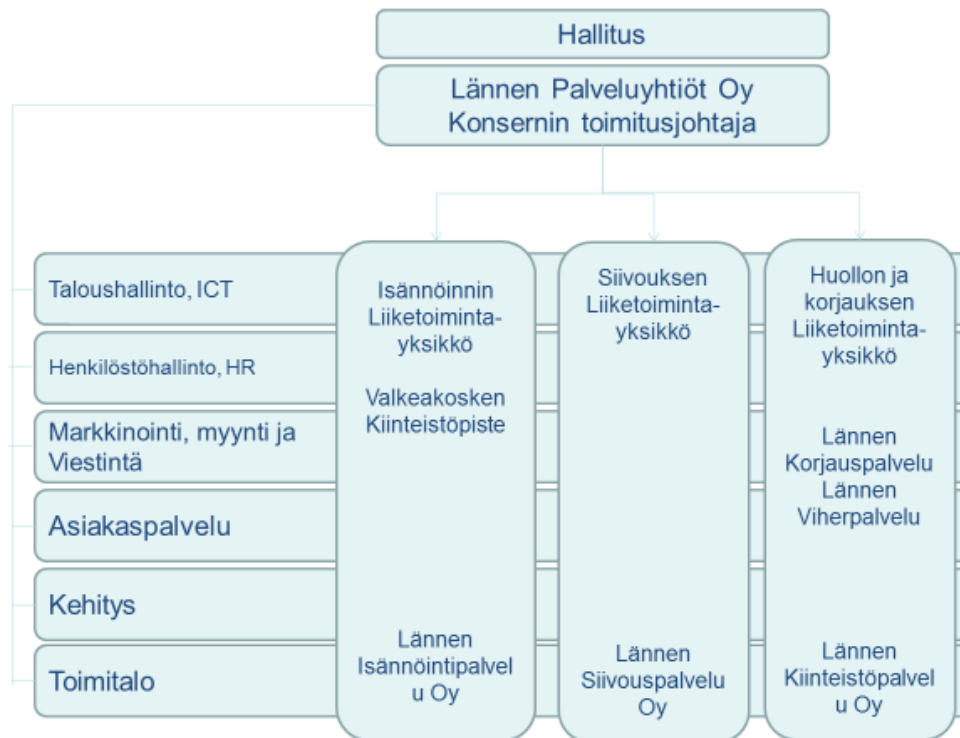 Hallitus
Lännen Palveluyhtiöt Oy
Konsernin toimitusjohtaja
Taloushallinto, ICT
Henkilöstöhallinto, HR
Markkinointi, myynti ja
Viestintä
Asiakaspalvelu
Kehitys
Toimitalo
Isännöinnin
Liiketoiminta-
yksikkö
Valkeakosken
Kiinteistöpiste
Lännen
Isännöintipalvel
u Oy
Siivouksen
Liiketoiminta-
yksikkö
Lännen
Siivouspalvelu
Oy
Huollon ja
korjauksen
Liiketoiminta-
yksikkö
Lännen
Korjauspalvelu
Lännen
Viherpalvelu
Lännen
Kiinteistöpalvel
u Oy